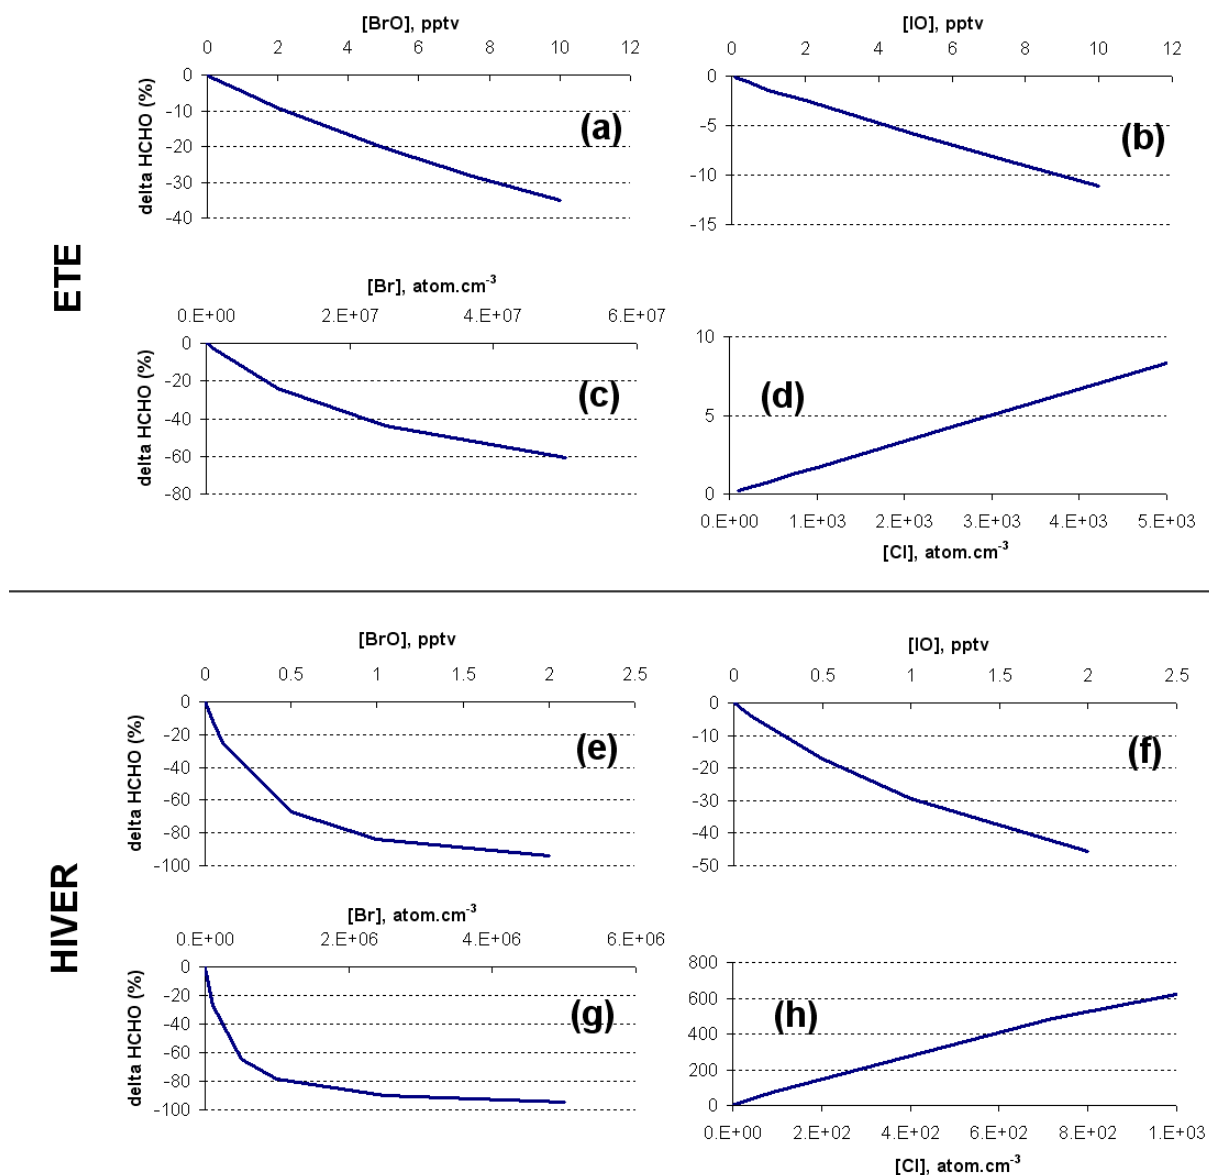 [BrO], pptv
0 2 4 6 8 10 12
0
-10
-20
-30
-40
delta HCHO (%)
(a)
[IO], pptv
0 2 4 6 8 10 12
0
-5
-10
-15
(b)
ETE
[Br], atom.cm-3
0.E+00 2.E+07 4.E+07 6.E+07
0
-20
-40
-60
-80
delta HCHO (%)
(c)
10
5
0
(d)
0.E+00 1.E+03 2.E+03 3.E+03 4.E+03 5.E+03
[Cl], atom.cm-3
[BrO], pptv
0 0.5 1 1.5 2 2.5
0
-20
-40
-60
-80
-100
delta HCHO (%)
(e)
[IO], pptv
0 0.5 1 1.5 2 2.5
0
-10
-20
-30
-40
-50
(f)
HIVER
[Br], atom.cm-3
0.E+00 2.E+06 4.E+06 6.E+06
0
-20
-40
-60
-80
-100
delta HCHO (%)
(g)
800
600
400
200
0
(h)
0.E+00 2.E+02 4.E+02 6.E+02 8.E+02 1.E+03
[Cl], atom.cm-3